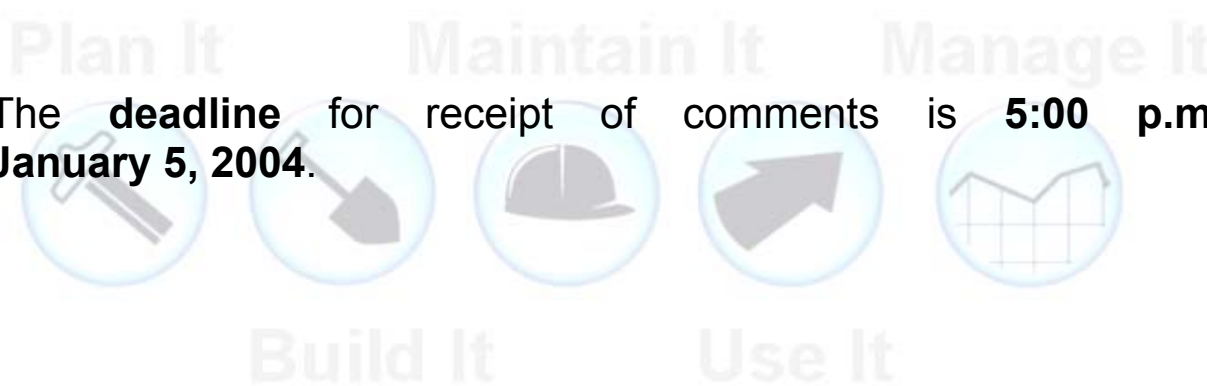 Plan It Maintain It Manage It
The deadline for receipt of comments is 5:00 p.m
January 5, 2004.
Build It Use It